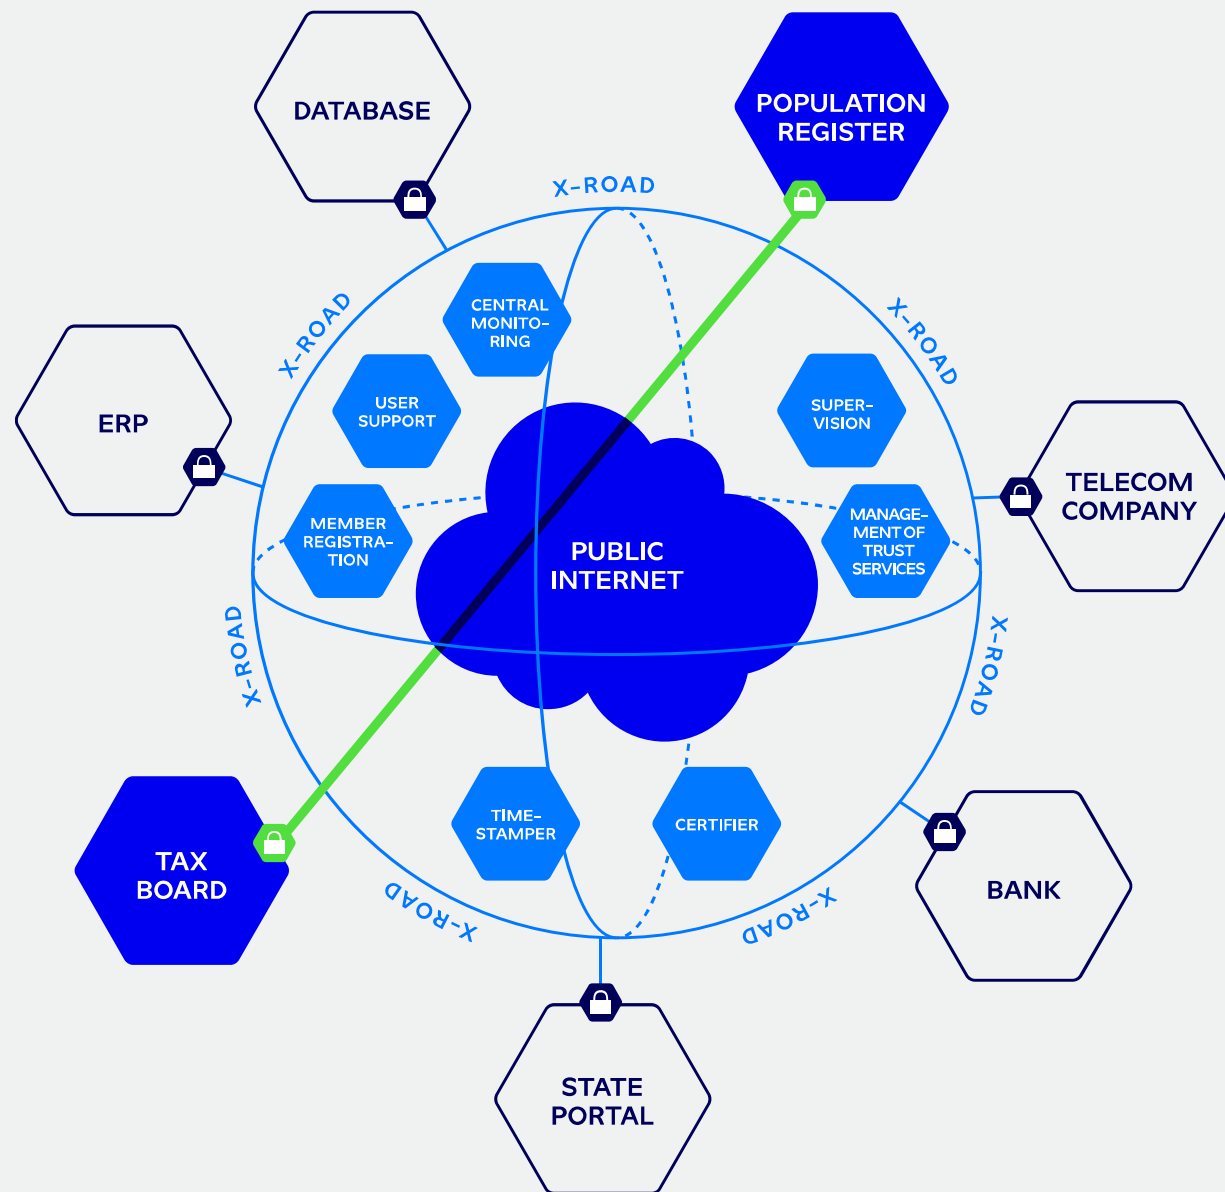 DATABASE
POPULATION
REGISTER
X-ROAD
X-ROAD
X-ROAD
CENTRAL
MONITO-
RING
USER
SUPPORT
SUPER-
VISION
ERP
TELECOM
COMPANY
MEMBER
REGISTRA-
TION
PUBLIC
INTERNET
MANAGE-
MENT OF
TRUST
SERVICES
X-ROAD
X-ROAD
TIME-
STAMPER
CERTIFIER
TAX
BOARD
BANK
X-ROAD
X-ROAD
STATE
PORTAL